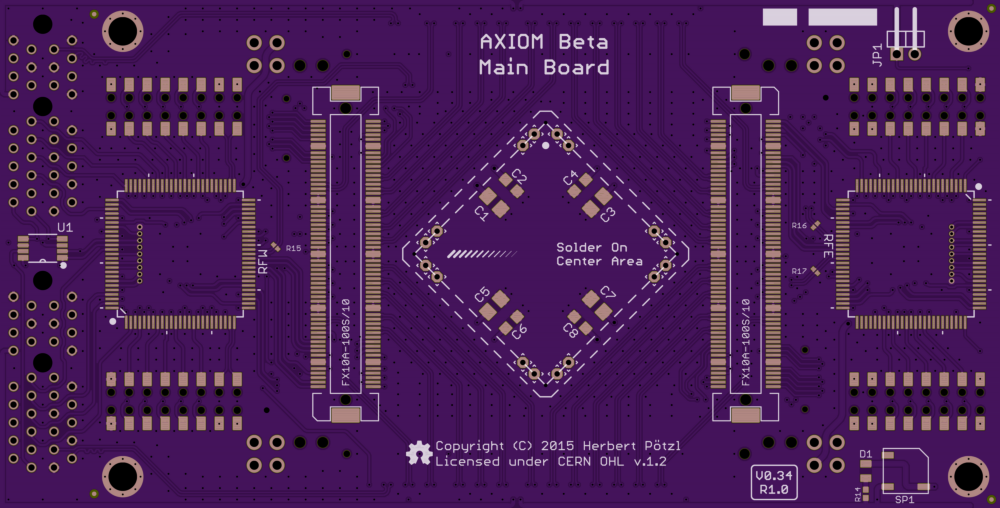 AXIOM Beta
Main Board
JP1
C2
C1
C4
C3
U1
R15
RFW
R16
RFE
R17
Solder On
Center Area
C5
C6
C7
C8
FX10A-100S/10
FX10A-100S/10
Copyright (C) 2015 Herbert Pötzl
Licensed under CERN OHL v.1.2
V0.34
R1.0
D1
R14
SP1